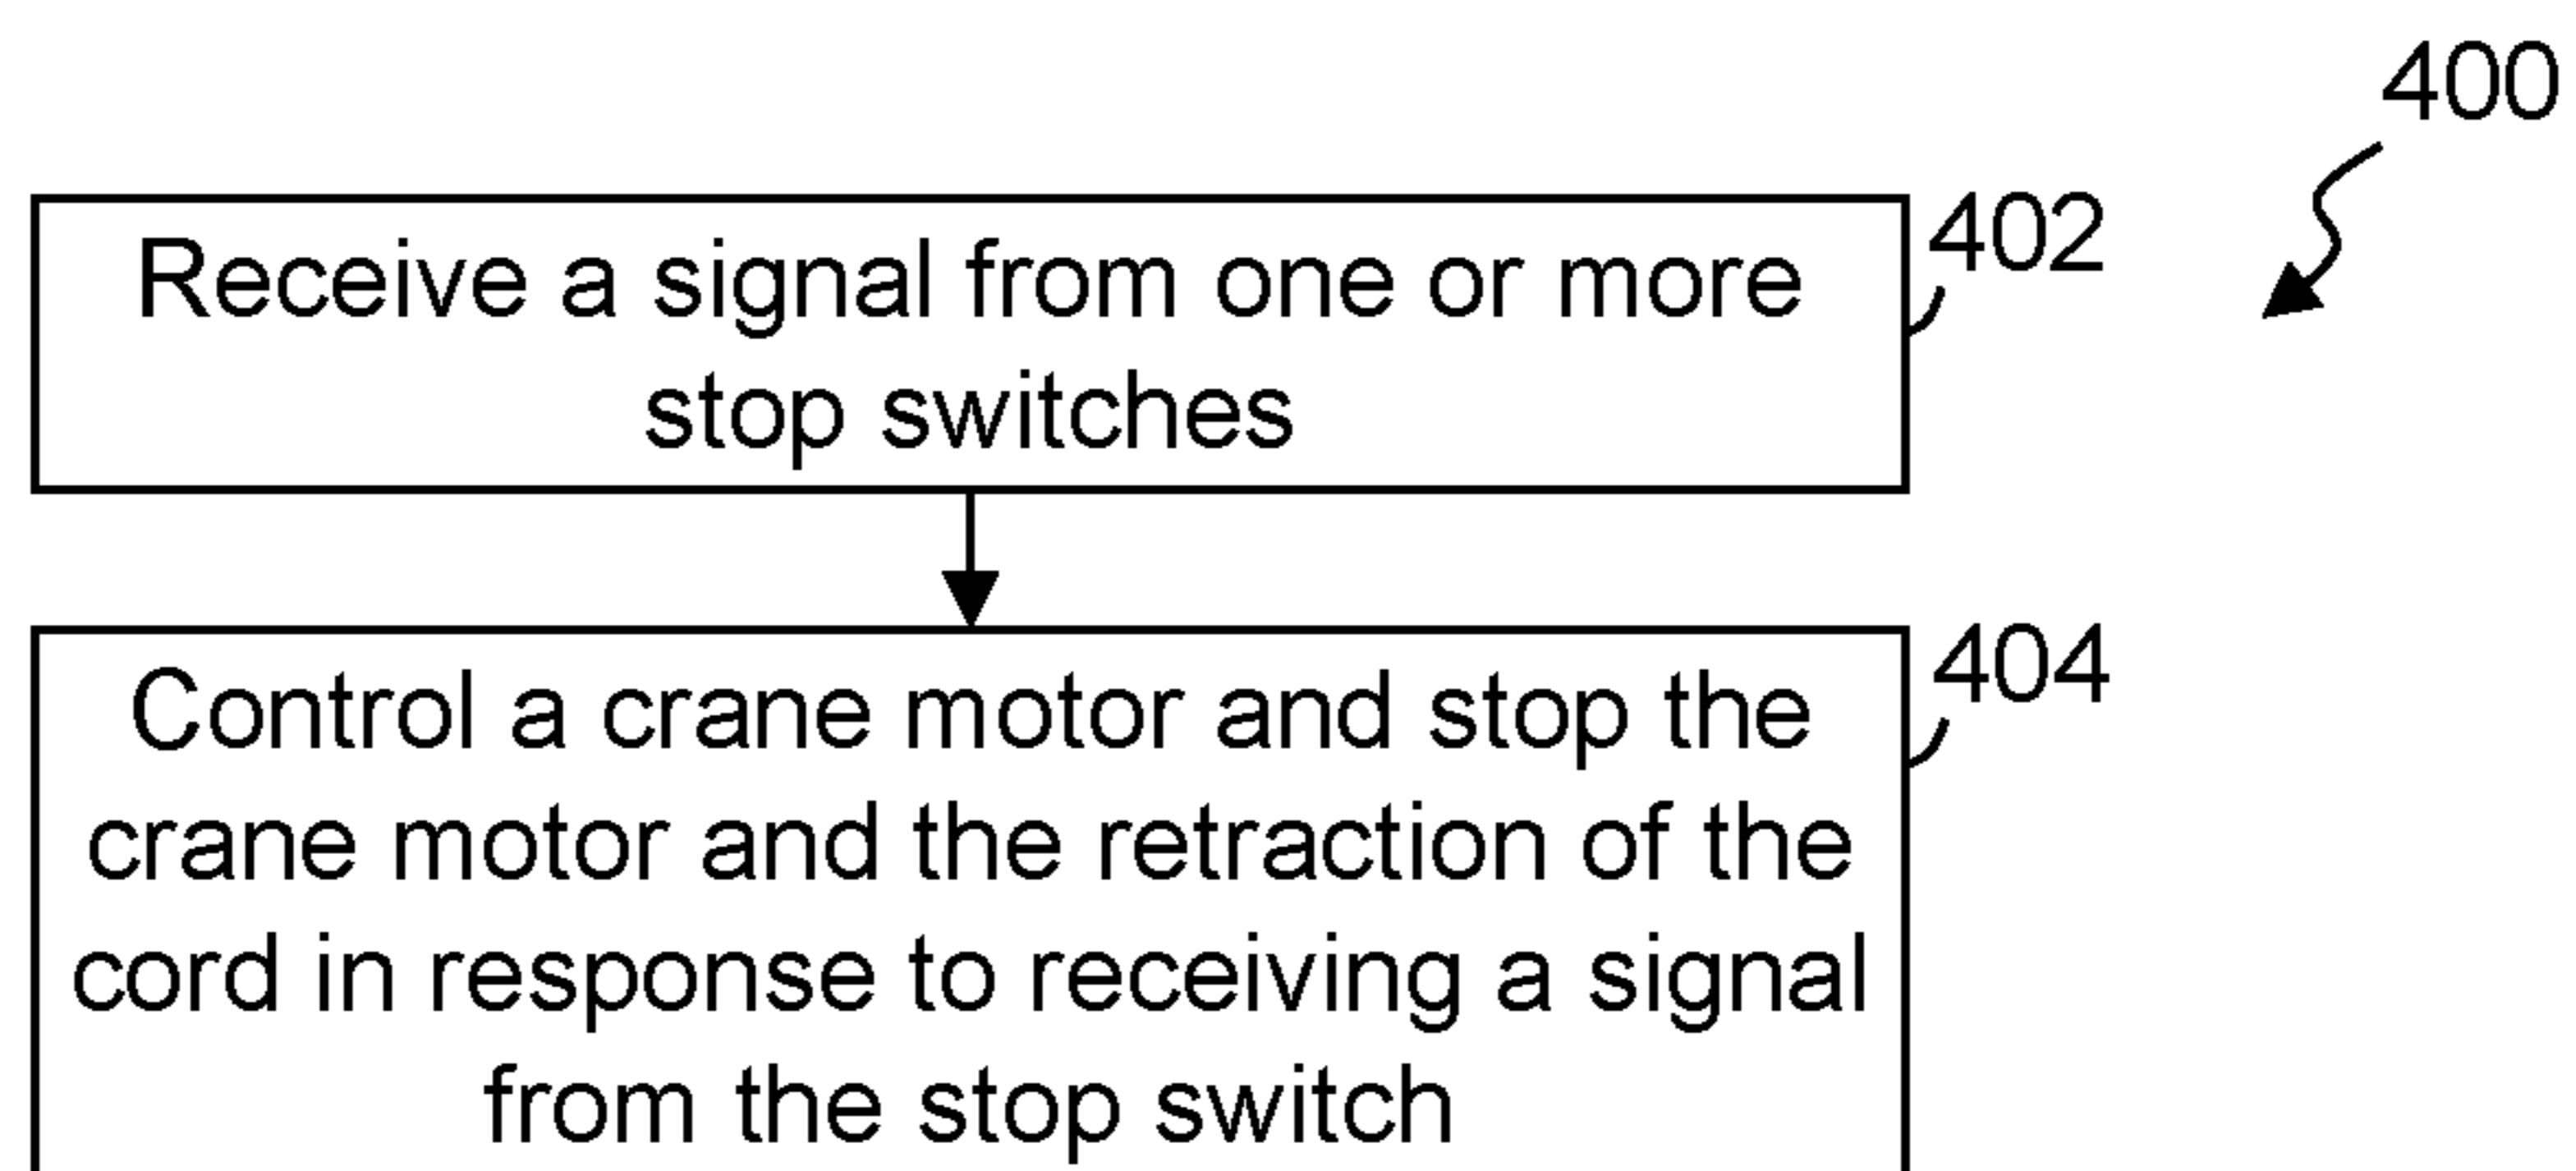 400
402
Receive a signal from one or more
stop switches
404
Control a crane motor and stop the
crane motor and the retraction of the
cord in response to receiving a signal
from the stop switch